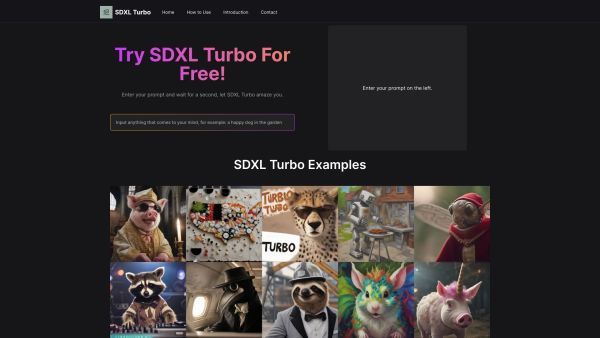 SDXL Turbo
Home
How to Use
Introduction
Contact
Try SDXL Turbo For
Free!
Enter your prompt and wait for a second, let SDXL Turbo amaze you.
Input anything that comes to your mind, for example: a happy dog in the garden
Enter your prompt on the left.
SDXL Turbo Examples
TURBO
TURBO